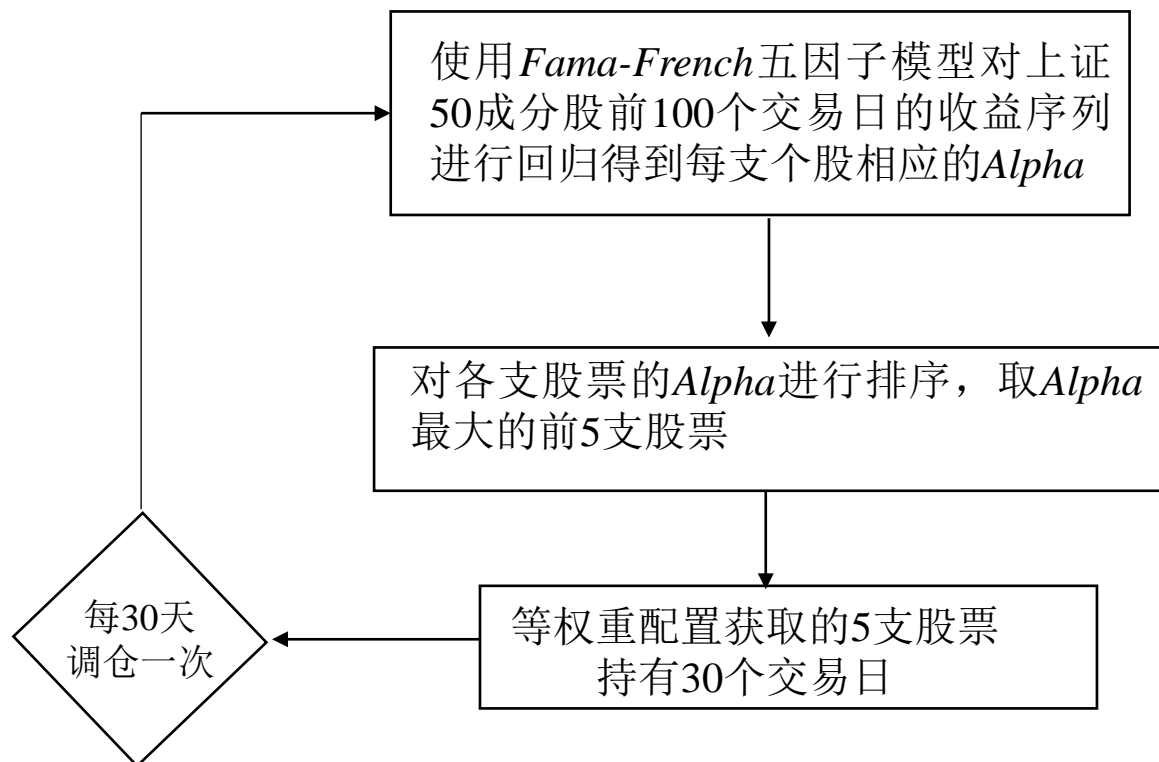 使用Fama-French五因子模型对上证
50成分股前100个交易日的收益序列
进行回归得到每支个股相应的Alpha
对各支股票的Alpha进行排序，取Alpha
最大的前5支股票
等权重配置获取的5支股票
持有30个交易日
每30天
调仓一次